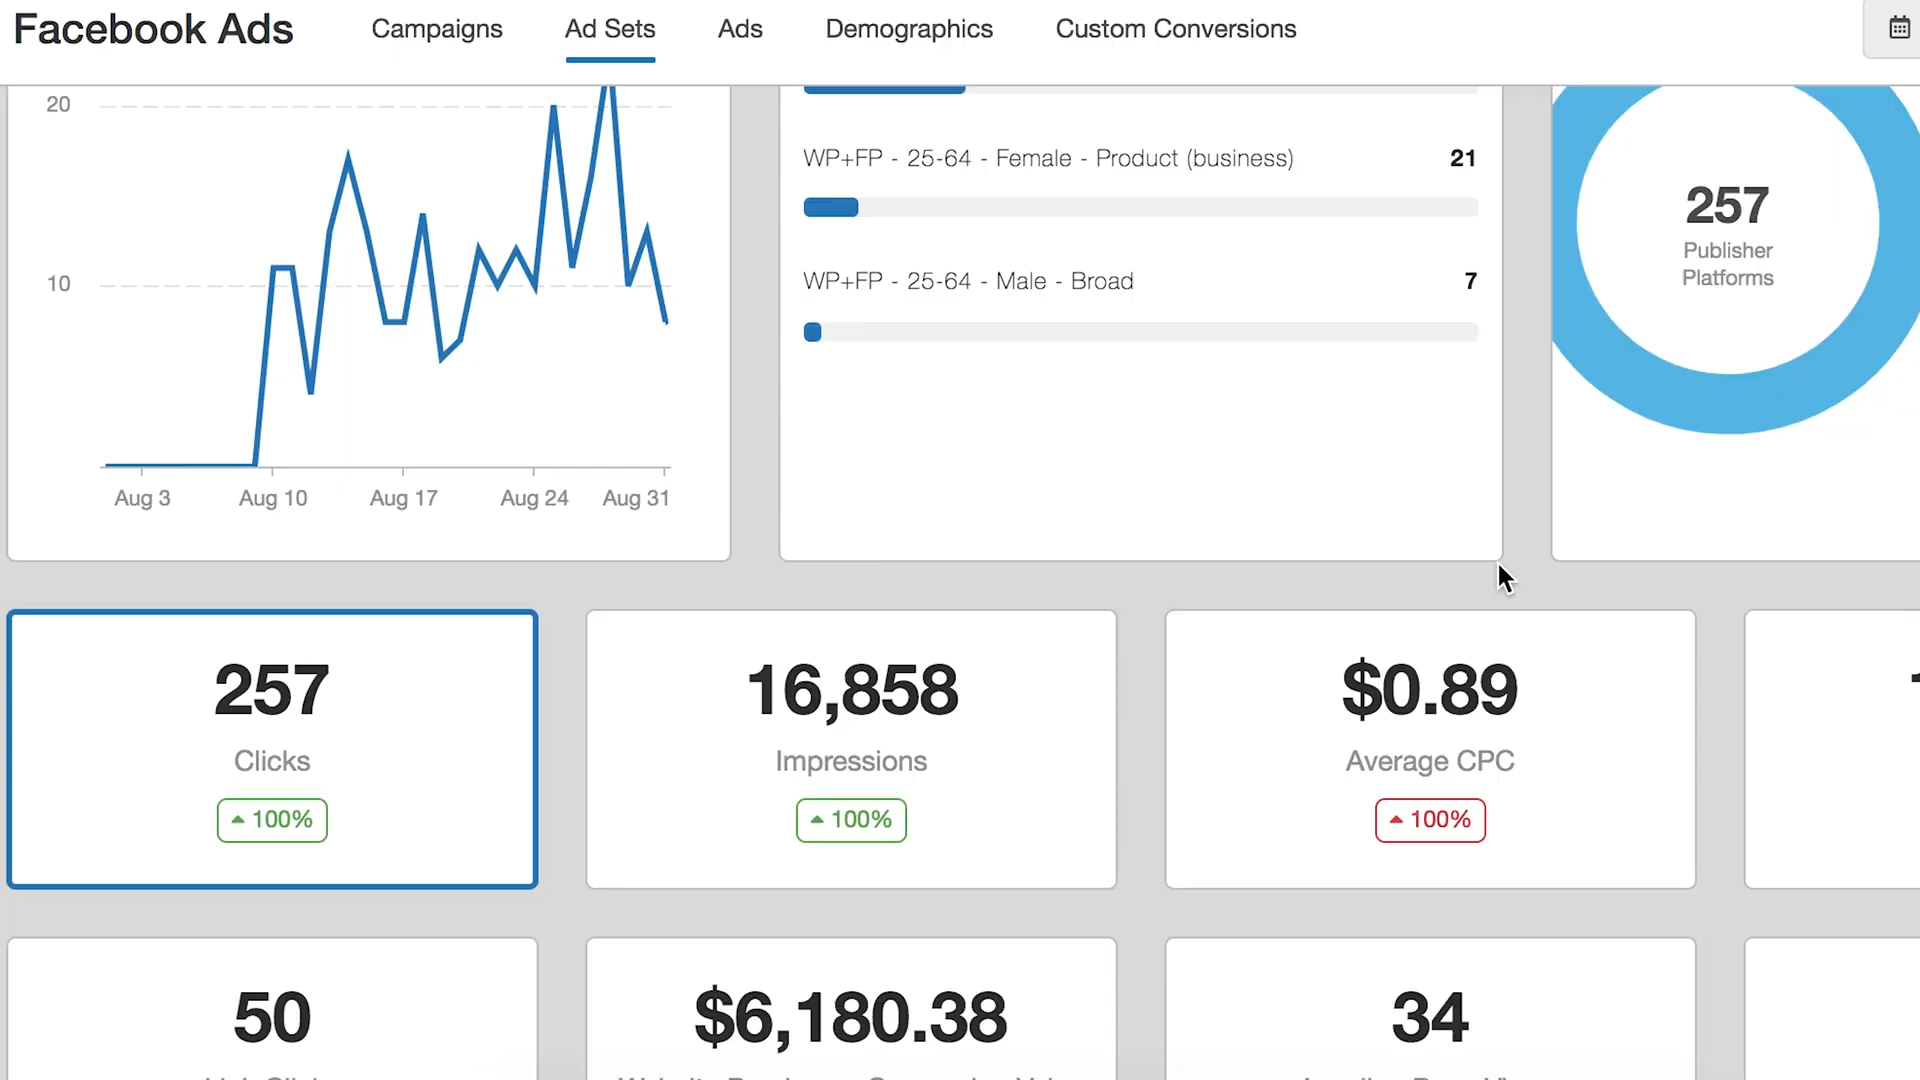 Facebook Ads Campaigns Ad Sets Ads Demographics Custom Conversions
20
10
Aug 3 Aug 10 Aug 17 Aug 24 Aug 31
WP+FP - 25-64 - Female - Product (business) 21
WP+FP - 25-64 - Male - Broad 7
257
Publisher
Platforms
257
Clicks
100%
16,858
Impressions
100%
$0.89
Average CPC
100%
50
$6,180.38
34